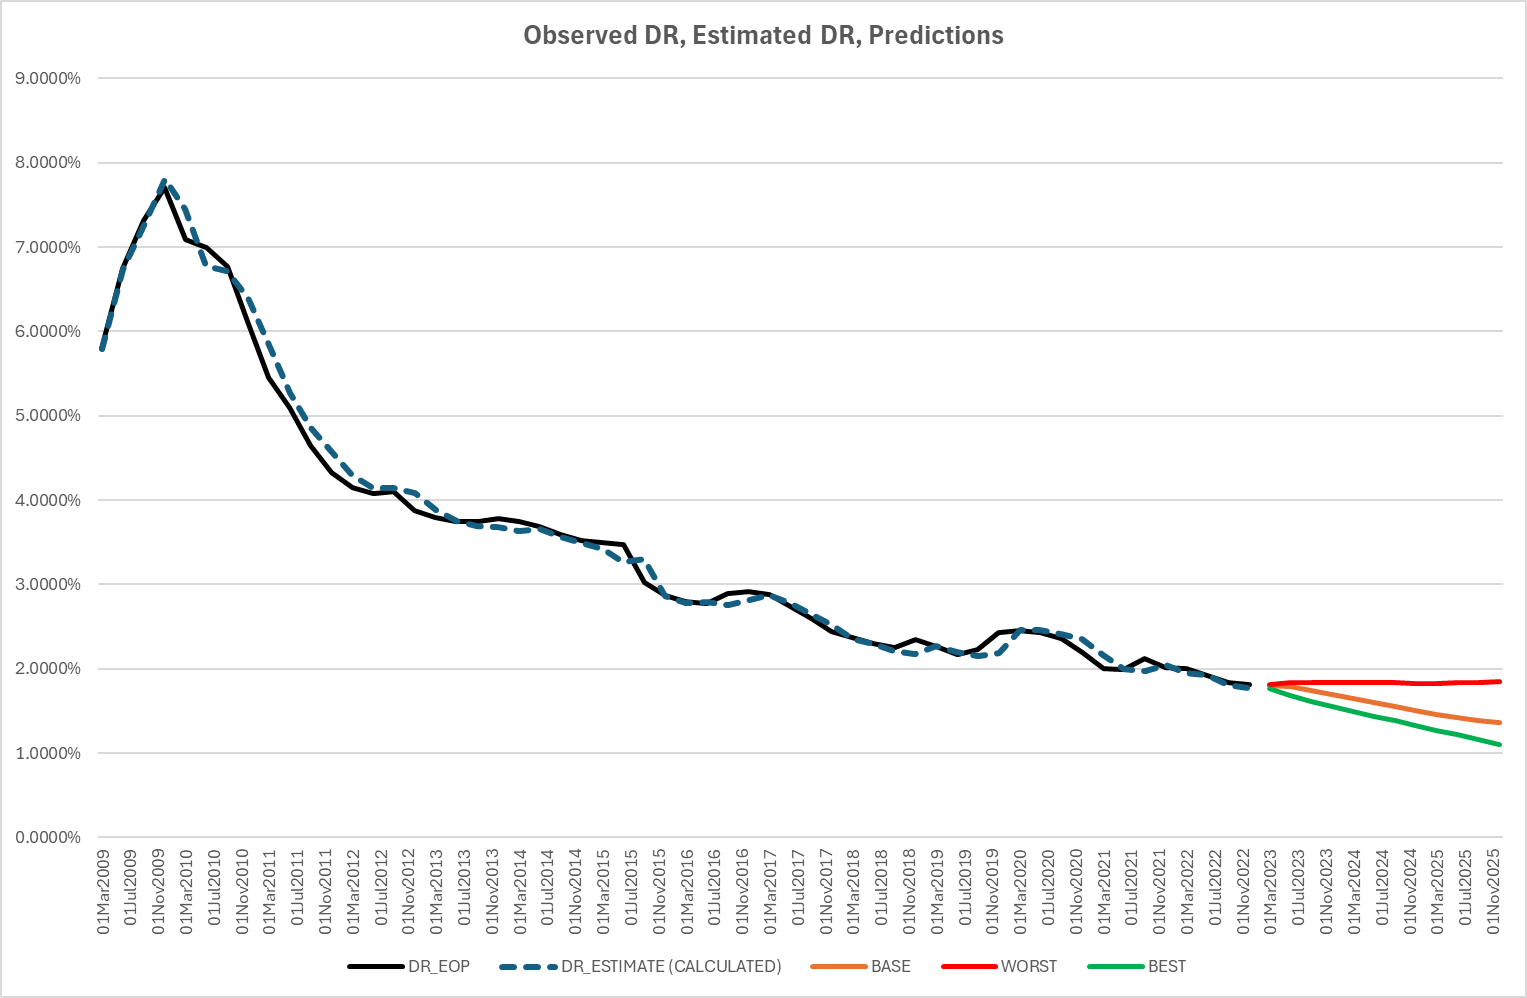 Observed DR, Estimated DR, Predictions
9.0000%
8.0000%
7.0000%
6.0000%
5.0000%
4.0000%
3.0000%
2.0000%
1.0000%
0.0000%
01Mar2009
01Jul2009
01Nov2009
01Mar2010
01Jul2010
01Nov2010
01Mar2011
01Jul2011
01Nov2011
01Mar2012
01Jul2012
01Nov2012
01Mar2013
01Jul2013
01Nov2013
01Mar2014
01Jul2014
01Nov2014
01Mar2015
01Jul2015
01Nov2015
01Mar2016
01Jul2016
01Nov2016
01Mar2017
01Jul2017
01Nov2017
01Mar2018
01Jul2018
01Nov2018
01Mar2019
01Jul2019
01Nov2019
01Mar2020
01Jul2020
01Nov2020
01Mar2021
01Jul2021
01Nov2021
01Mar2022
01Jul2022
01Nov2022
01Mar2023
01Jul2023
01Nov2023
01Mar2024
01Jul2024
01Nov2024
01Mar2025
01Jul2025
01Nov2025
DR_EOP
DR_ESTIMATE (CALCULATED)
BASE
WORST
BEST